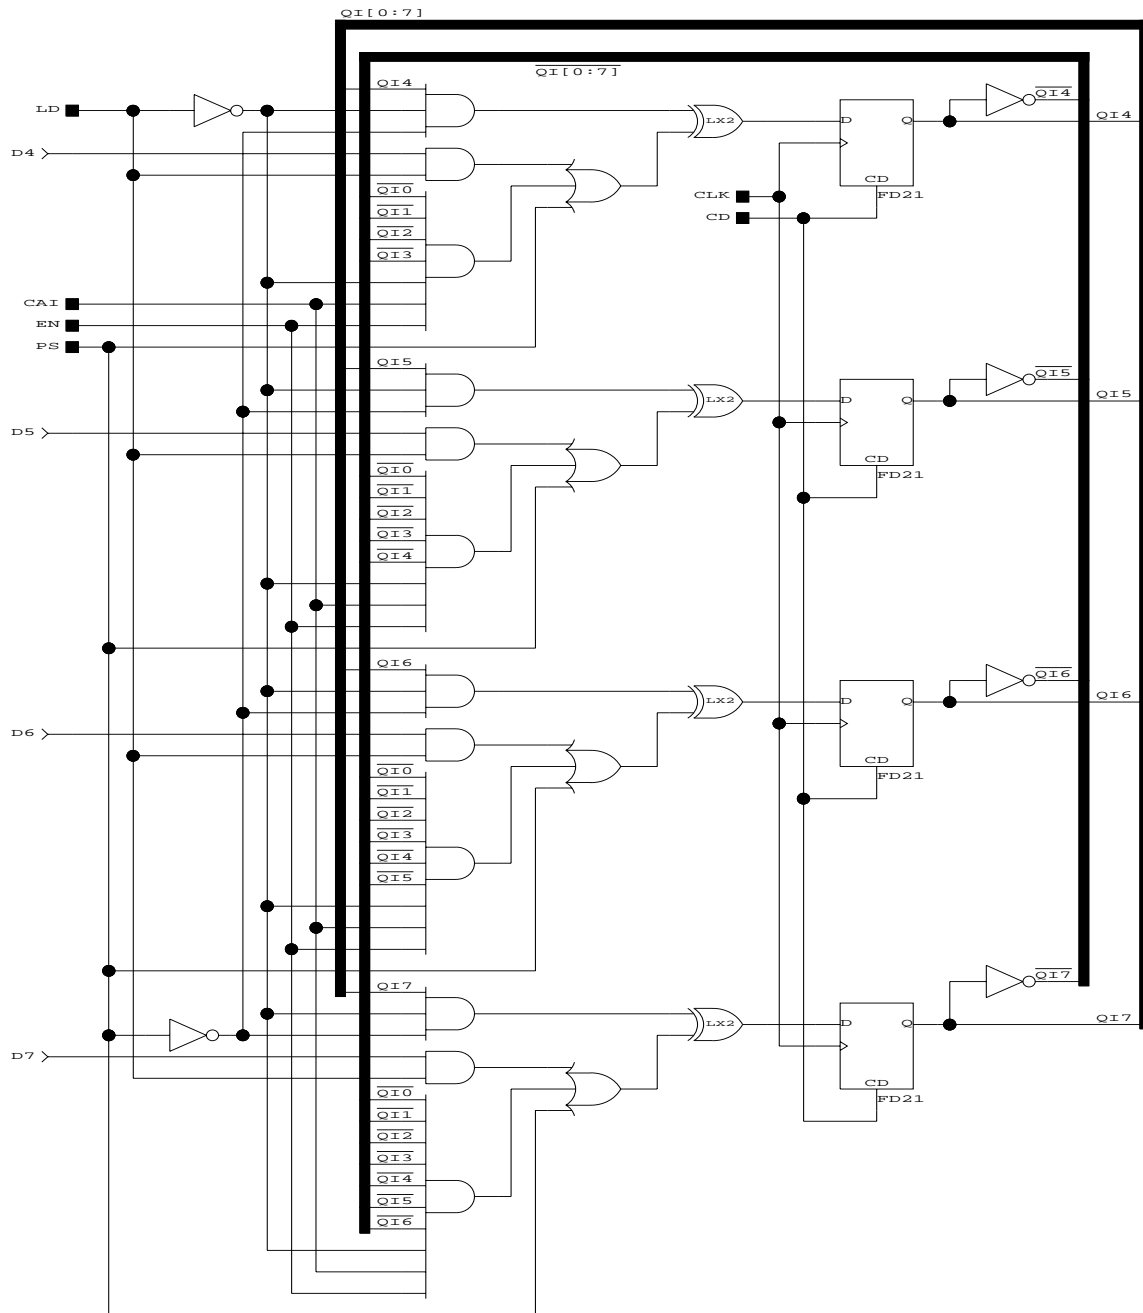 QI[0:7]
QI[0:7]
QI4
QI4
LD
LX2
D
Q
QI4
D4
CD
QI0
CLK
FD21
QI1
CD
QI2
QI3
CAI
EN
PS
QI5
QI5
QI5
LX2
D
Q
D5
CD
QI0
FD21
QI1
QI2
QI3
QI4
QI6
QI6
QI6
LX2
D
Q
D6
CD
QI0
FD21
QI1
QI2
QI3
QI4
QI5
QI7
QI7
QI7
LX2
D
Q
D7
CD
QI0
FD21
QI1
QI2
QI3
QI4
QI5
QI6